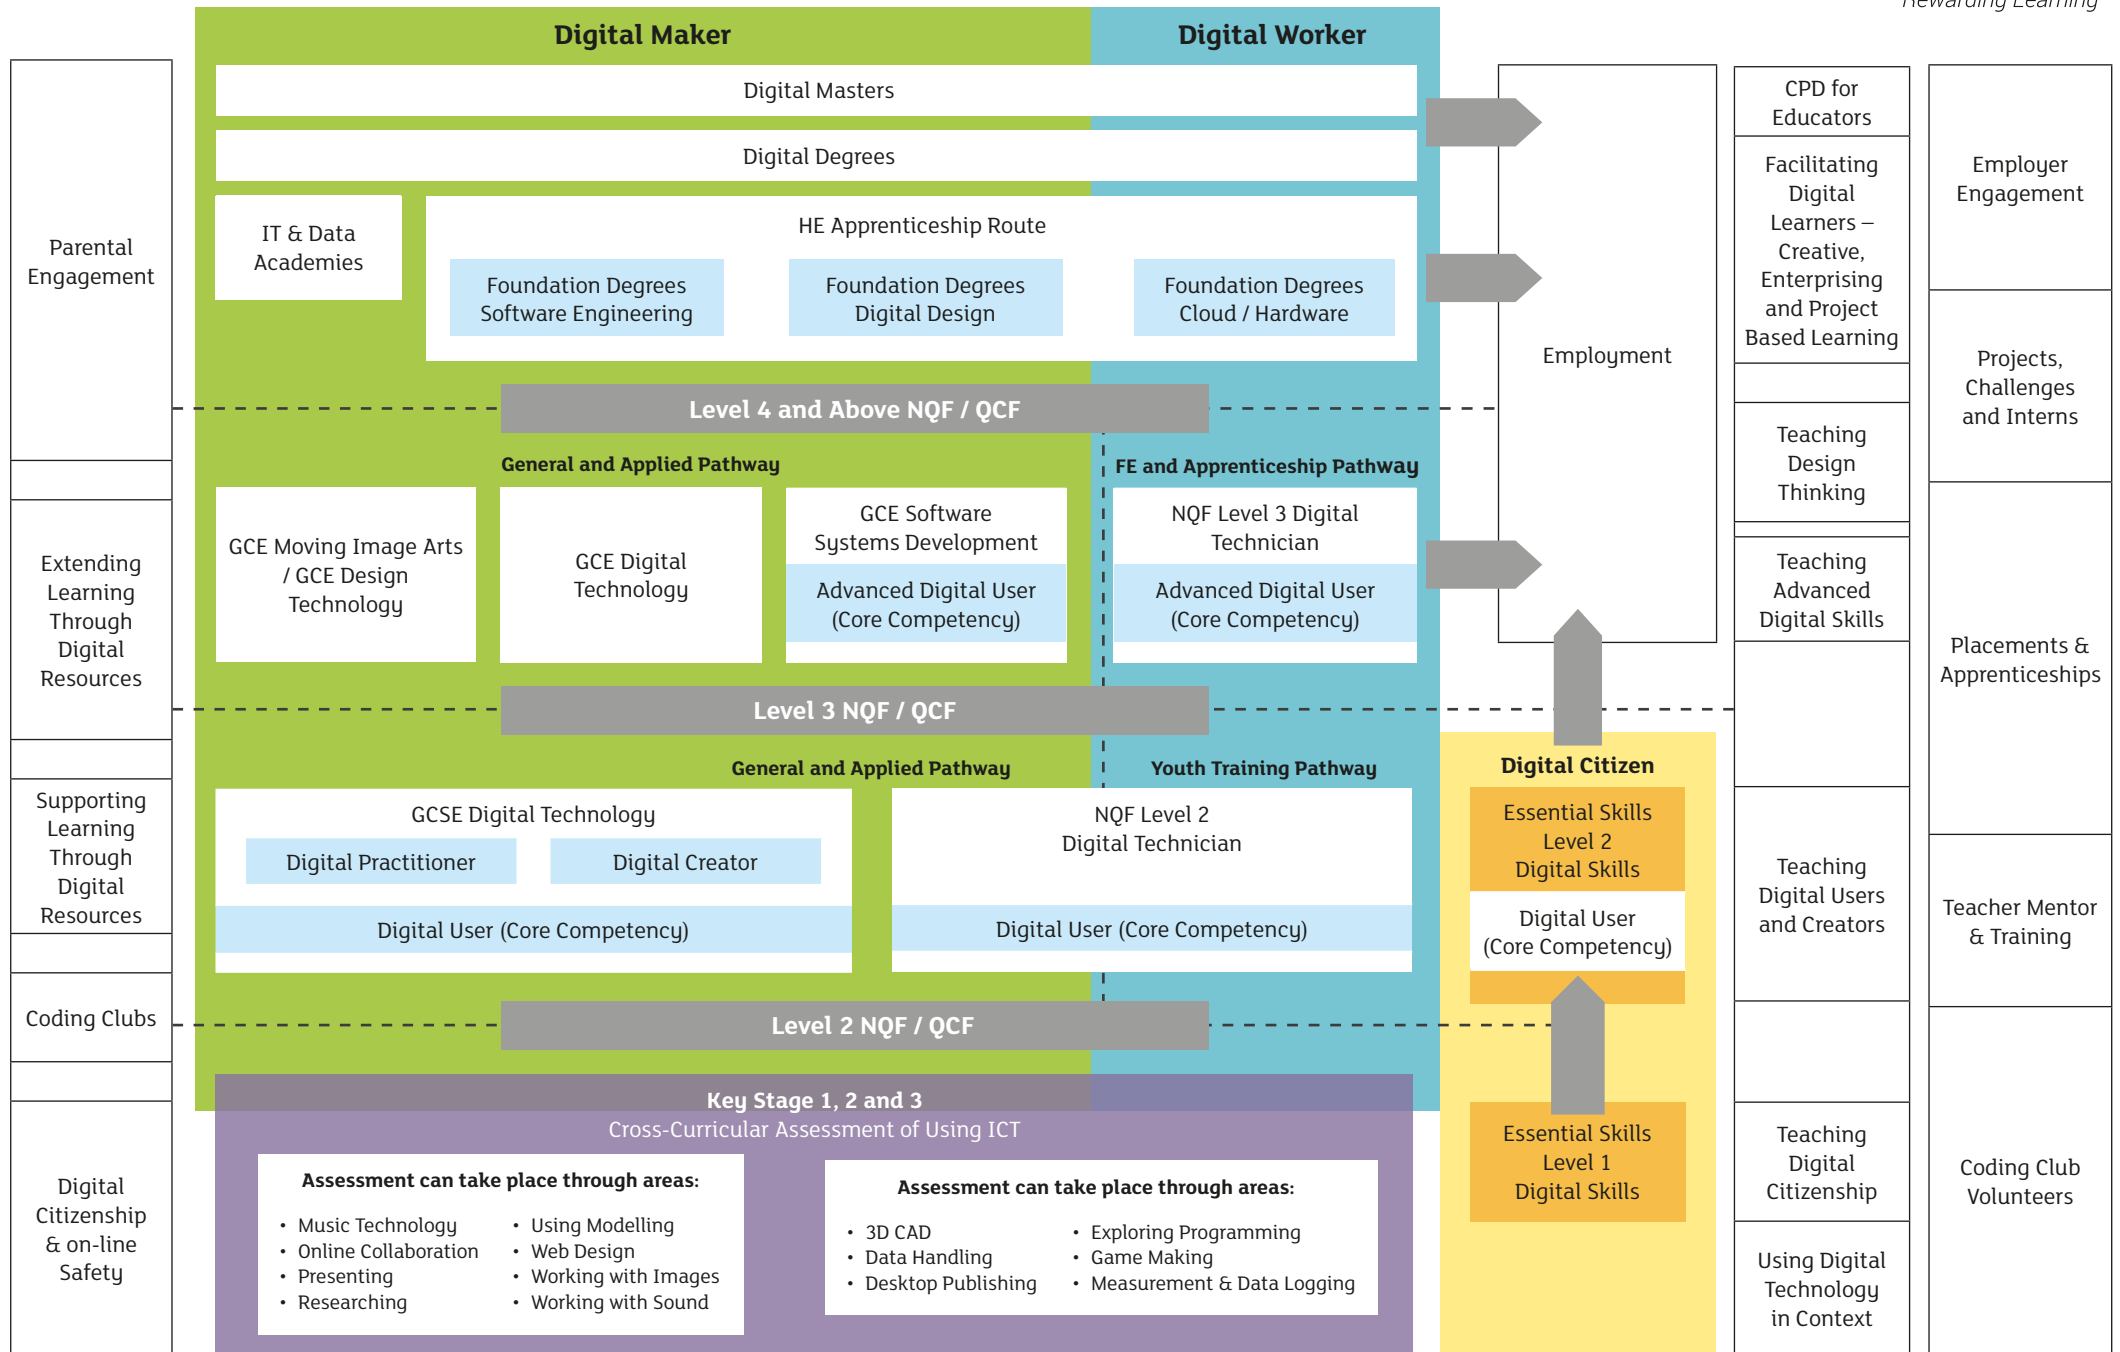 Rewarding Learning
Digital Maker
Digital Worker
Parental
Engagement
Extending
Learning
Through
Digital
Resources
Supporting
Learning
Through
Digital
Resources
Coding Clubs
Digital
Citizenship
& on-line
Safety
Digital Masters
Digital Degrees
IT & Data
Academies
HE Apprenticeship Route
Foundation Degrees
Software Engineering
Foundation Degrees
Digital Design
Foundation Degrees
Cloud / Hardware
Level 4 and Above NQF / QCF
General and Applied Pathway
FE and Apprenticeship Pathway
GCE Moving Image Arts
/ GCE Design
Technology
GCE Digital
Technology
GCE Software
Systems Development
Advanced Digital User
(Core Competency)
NQF Level 3 Digital
Technician
Advanced Digital User
(Core Competency)
Level 3 NQF / QCF
General and Applied Pathway
Youth Training Pathway
GCSE Digital Technology
Digital Practitioner
Digital Creator
Digital User (Core Competency)
NQF Level 2
Digital Technician
Digital User (Core Competency)
Level 2 NQF / QCF
Key Stage 1, 2 and 3
Cross-Curricular Assessment of Using ICT
Assessment can take place through areas:
• Music Technology
• Online Collaboration
• Presenting
• Researching
• Using Modelling
• Web Design
• Working with Images
• Working with Sound
Assessment can take place through areas:
• 3D CAD
• Data Handling
• Desktop Publishing
• Exploring Programming
• Game Making
• Measurement & Data Logging
Employment
Digital Citizen
Essential Skills
Level 2
Digital Skills
Digital User
(Core Competency)
Essential Skills
Level 1
Digital Skills
CPD for
Educators
Facilitating
Digital
Learners –
Creative,
Enterprising
and Project
Based Learning
Teaching
Design
Thinking
Teaching
Advanced
Digital Skills
Teaching
Digital Users
and Creators
Teaching
Digital
Citizenship
Using Digital
Technology
in Context
Employer
Engagement
Projects,
Challenges
and Interns
Placements &
Apprenticeships
Teacher Mentor
& Training
Coding Club
Volunteers